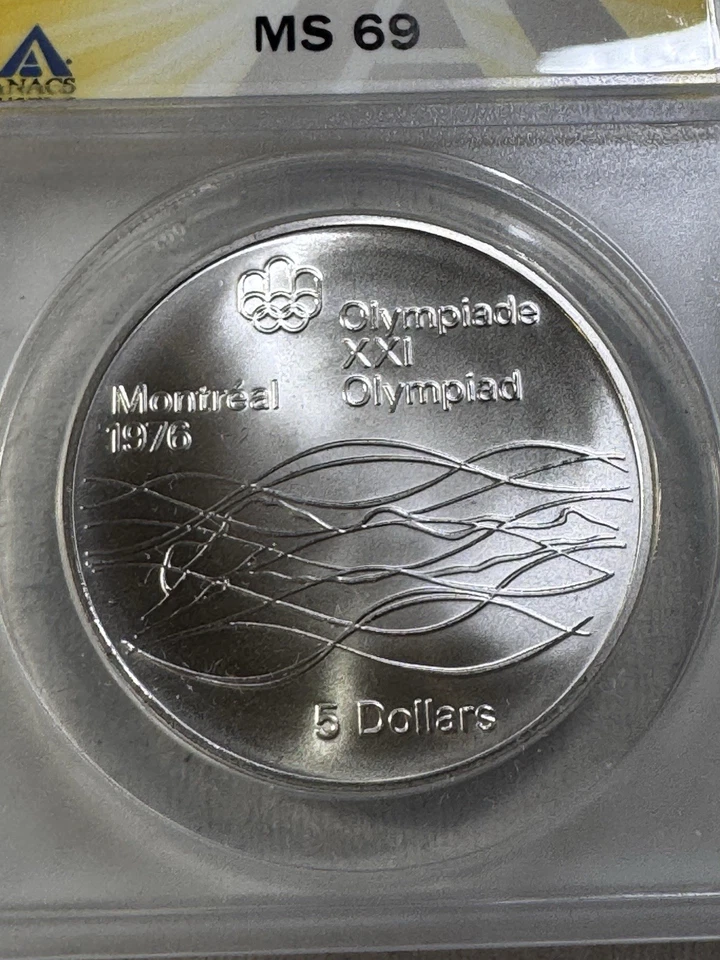 MS 69
ANACS
Olympiade
XXI
Olympiad
Montréal
1976
5 Dollars